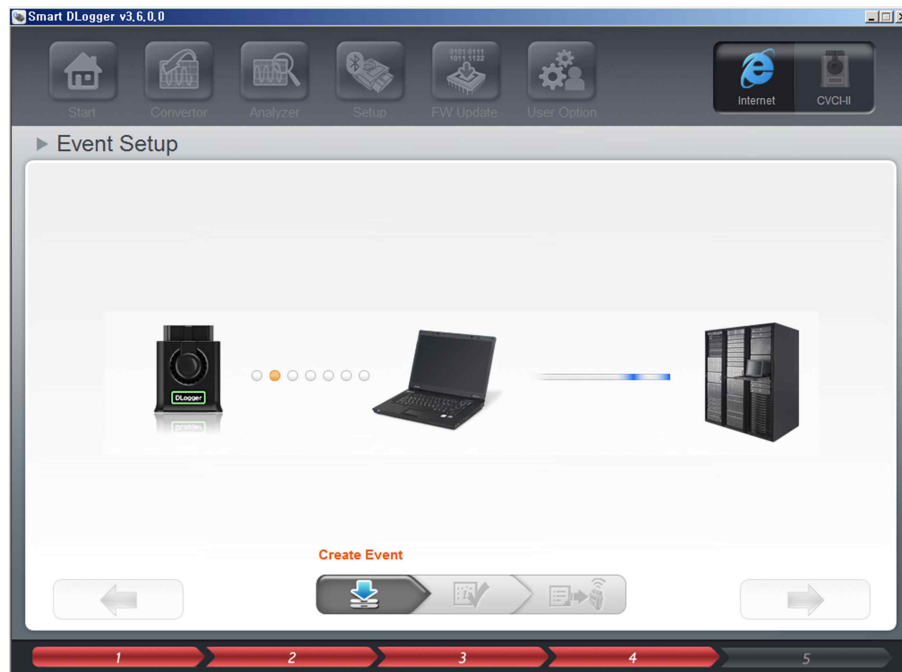 Smart DLogger v3,6,0,0
0101 0111
1011 1132
Start Convertor Analyzer Setup FW Update User Option
Internet CVCI-II
Event Setup
DLogger
Create Event
1 2 3 4 5